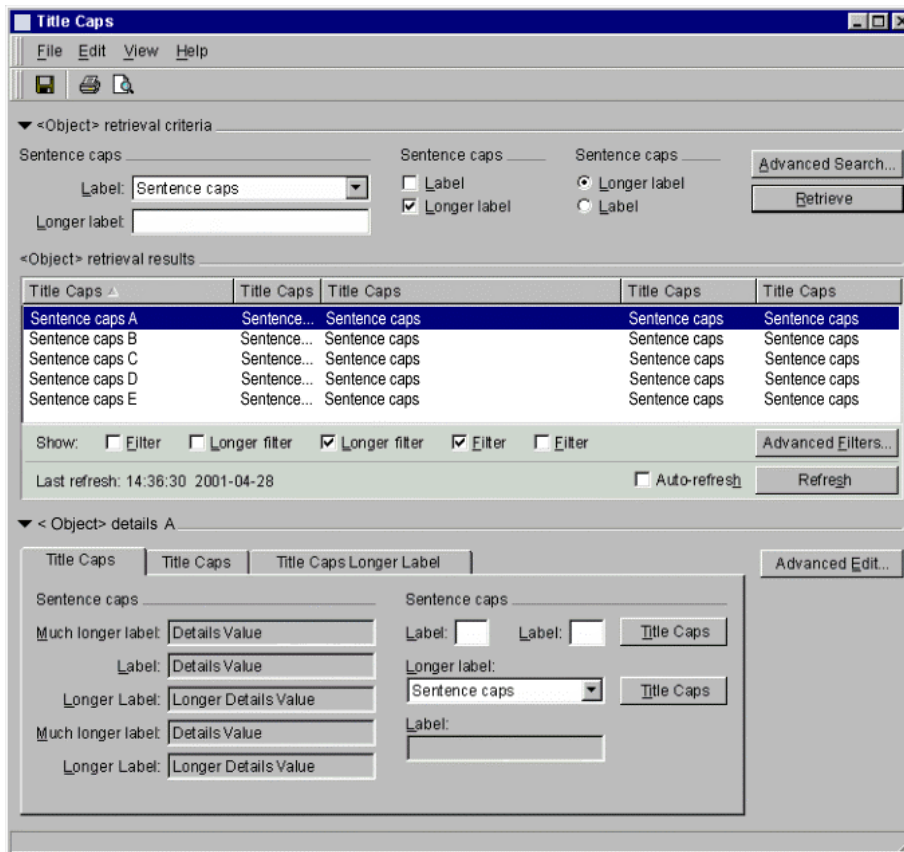 Title Caps
File Edit View Help
<Object> retrieval criteria
Sentence caps Sentence caps Sentence caps
Advanced Search...
Label: Sentence caps Label Longer label
Longer label: Longer label Label
Retrieve
<Object> retrieval results
Title Caps Title Caps Title Caps Title Caps Title Caps
Sentence caps A Sentence... Sentence caps Sentence caps Sentence caps
Sentence caps B Sentence... Sentence caps Sentence caps Sentence caps
Sentence caps C Sentence... Sentence caps Sentence caps Sentence caps
Sentence caps D Sentence... Sentence caps Sentence caps Sentence caps
Sentence caps E Sentence... Sentence caps Sentence caps Sentence caps
Show: Filter Longer filter Longer filter Filter Filter Advanced Filters...
Last refresh: 14:36:30 2001-04-28 Auto-refresh Refresh
< Object> details A
Title Caps Title Caps Title Caps Longer Label Advanced Edit...
Sentence caps Sentence caps
Much longer label: Details Value Label: Label: Title Caps
Label: Details Value Longer label:
Longer Label: Longer Details Value Sentence caps Title Caps
Much longer label: Details Value Label:
Longer Label: Longer Details Value